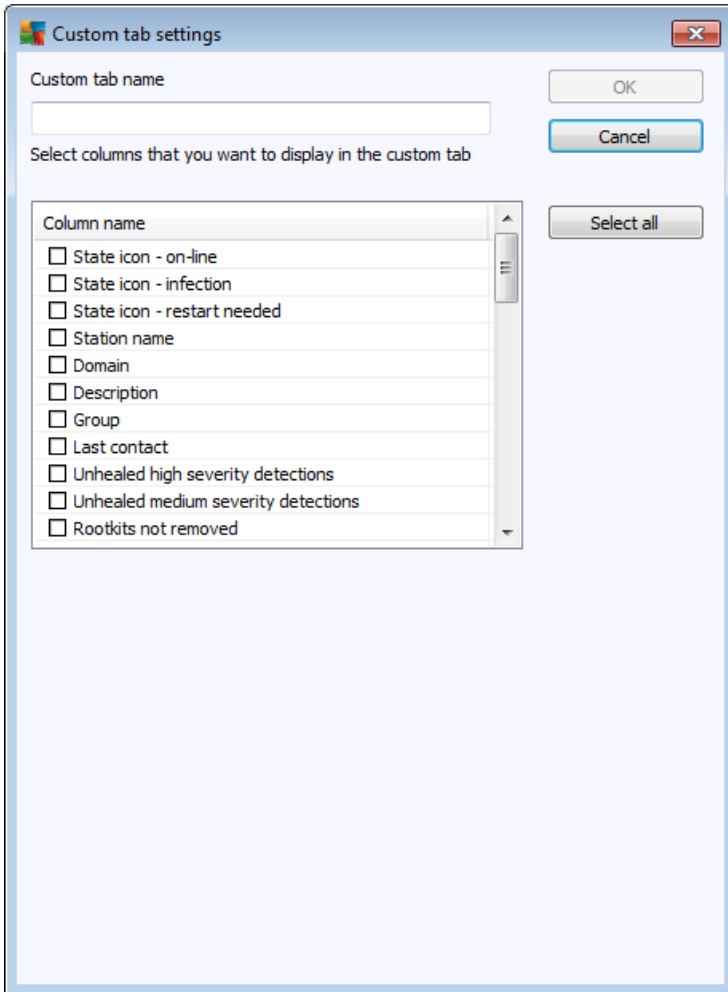 Custom tab settings
Custom tab name
OK
Cancel
Select columns that you want to display in the custom tab
Select all
Column name
State icon - on-line
State icon - infection
State icon - restart needed
Station name
Domain
Description
Group
Last contact
Unhealed high severity detections
Unhealed medium severity detections
Rootkits not removed